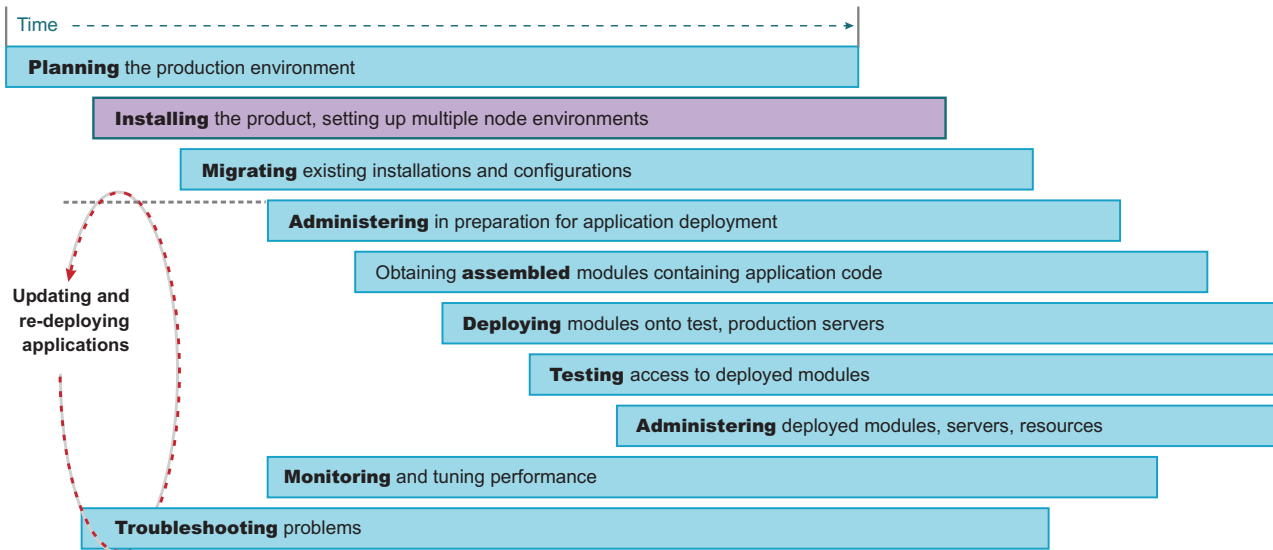 Time
Planning the production environment
Installing the product, setting up multiple node environments
Migrating existing installations and configurations
Administering in preparation for application deployment
Obtaining assembled modules containing application code
Updating and
re-deploying
applications
Deploying modules onto test, production servers
Testing access to deployed modules
Administering deployed modules, servers, resources
Monitoring and tuning performance
Troubleshooting problems